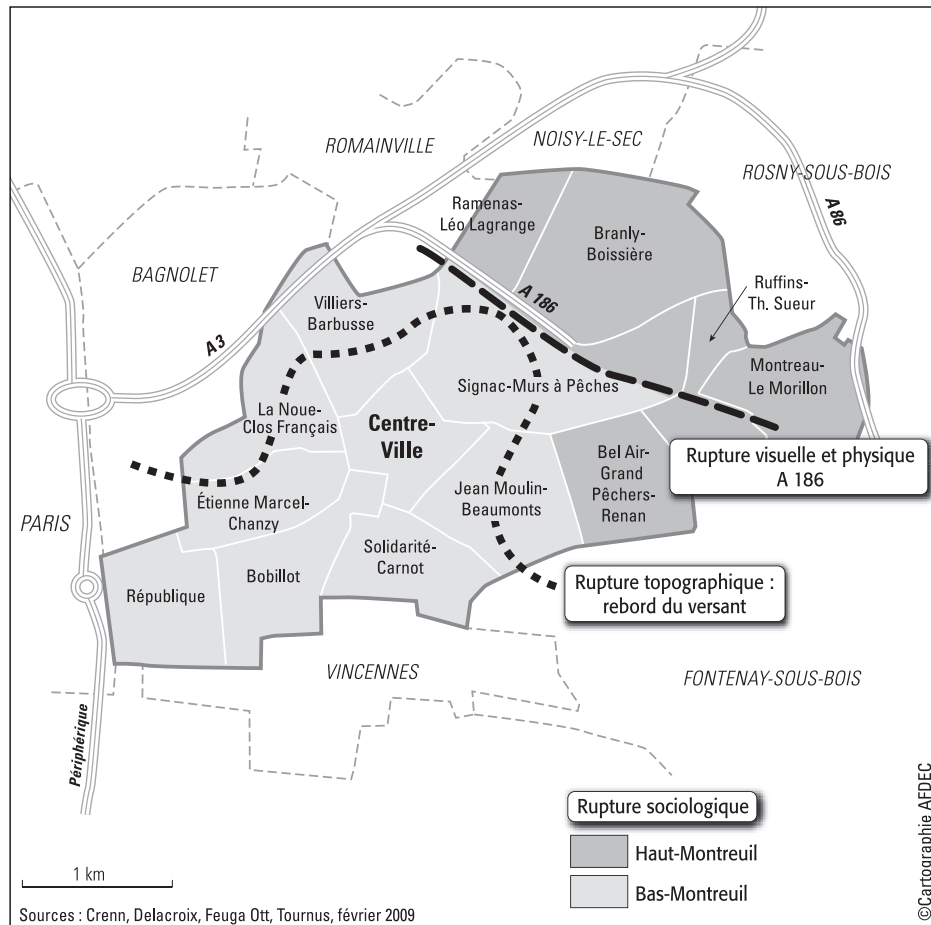 ROMAINVILLE
NOISY-LE-SEC
ROSNY-SOUS-BOIS
A 86
Ramenas-
Léo Lagrange
Branly-
Boissière
BAGNOLET
A 186
Ruffins-
Th. Sueur
Villiers-
Barbusse
A 3
Montreau-
Le Morillon
Signac-Murs à Pêches
La Noue-
Clos Français
Centre-
Ville
Bel Air-
Grand
Pêchers-
Renan
Rupture visuelle et physique
A 186
Jean Moulin-
Beaumonts
Étienne Marcel-
Chanzy
PARIS
Solidarité-
Carnot
Bobillot
République
Rupture topographique :
rebord du versant
VINCENNES
FONTENAY-SOUS-BOIS
Périphérique
Rupture sociologique
Haut-Montreuil
Bas-Montreuil
1 km
Sources : Crenn, Delacroix, Feuga Ott, Tournus, février 2009
©Cartographie AFDEC